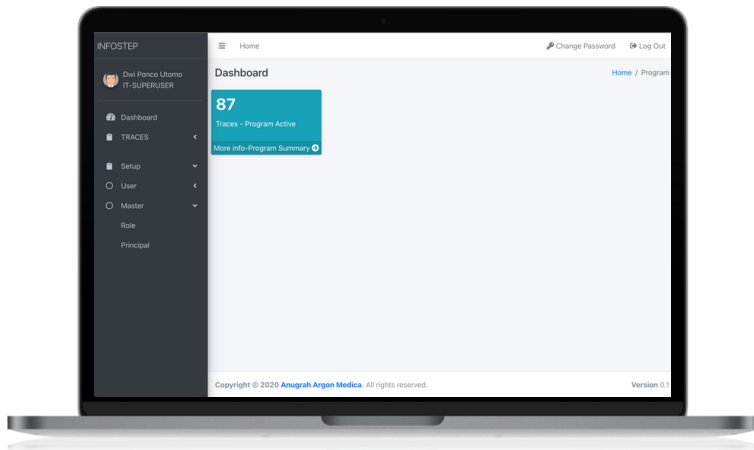 INFOSTEP
Home
Change Password
Log Out
Dwi Ponco Utomo
IT-SUPERUSER
Dashboard
TRACES
Setup
User
Master
Role
Principal
Dashboard
Home / Program
87
Traces - Program Active
More info-Program Summary
Copyright © 2020 Anugrah Argon Medica. All rights reserved.
Version 0.1